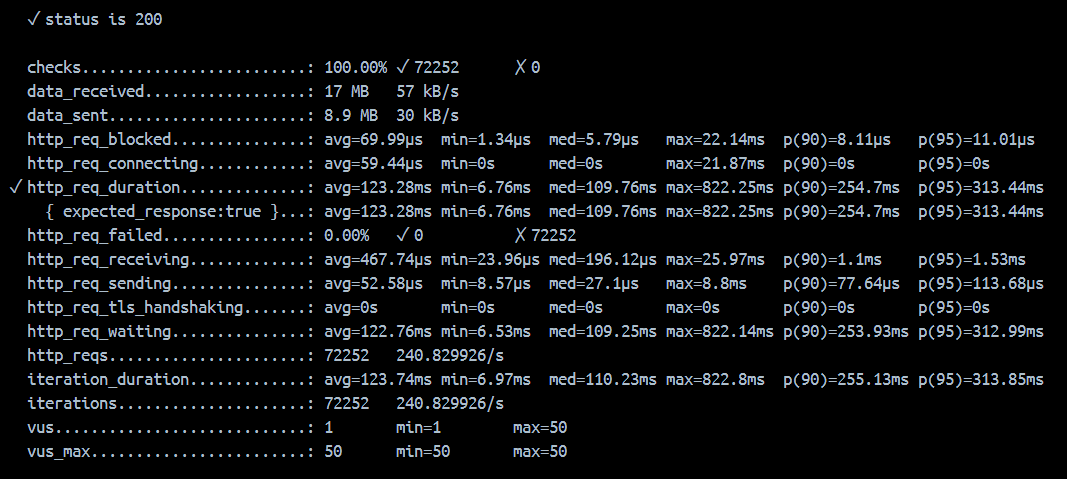 ✓ status is 200
checks.........................: 100.00% ✓ 72252 ✗ 0
data_received..................: 17 MB 57 kB/s
data_sent......................: 8.9 MB 30 kB/s
http_req_blocked...............: avg=69.99µs min=1.34µs med=5.79µs max=22.14ms p(90)=8.11µs p(95)=11.01µs
http_req_connecting............: avg=59.44µs min=0s med=0s max=21.87ms p(90)=0s p(95)=0s
✓ http_req_duration..............: avg=123.28ms min=6.76ms med=109.76ms max=822.25ms p(90)=254.7ms p(95)=313.44ms
{ expected_response:true }...: avg=123.28ms min=6.76ms med=109.76ms max=822.25ms p(90)=254.7ms p(95)=313.44ms
http_req_failed................: 0.00% ✓ 0 ✗ 72252
http_req_receiving.............: avg=467.74µs min=23.96µs med=196.12µs max=25.97ms p(90)=1.1ms p(95)=1.53ms
http_req_sending...............: avg=52.58µs min=8.57µs med=27.1µs max=8.8ms p(90)=77.64µs p(95)=113.68µs
http_req_tls_handshaking.......: avg=0s min=0s med=0s max=0s p(90)=0s p(95)=0s
http_req_waiting...............: avg=122.76ms min=6.53ms med=109.25ms max=822.14ms p(90)=253.93ms p(95)=312.99ms
http_reqs......................: 72252 240.829926/s
iteration_duration.............: avg=123.74ms min=6.97ms med=110.23ms max=822.8ms p(90)=255.13ms p(95)=313.85ms
iterations.....................: 72252 240.829926/s
vus............................: 1 min=1 max=50
vus_max........................: 50 min=50 max=50